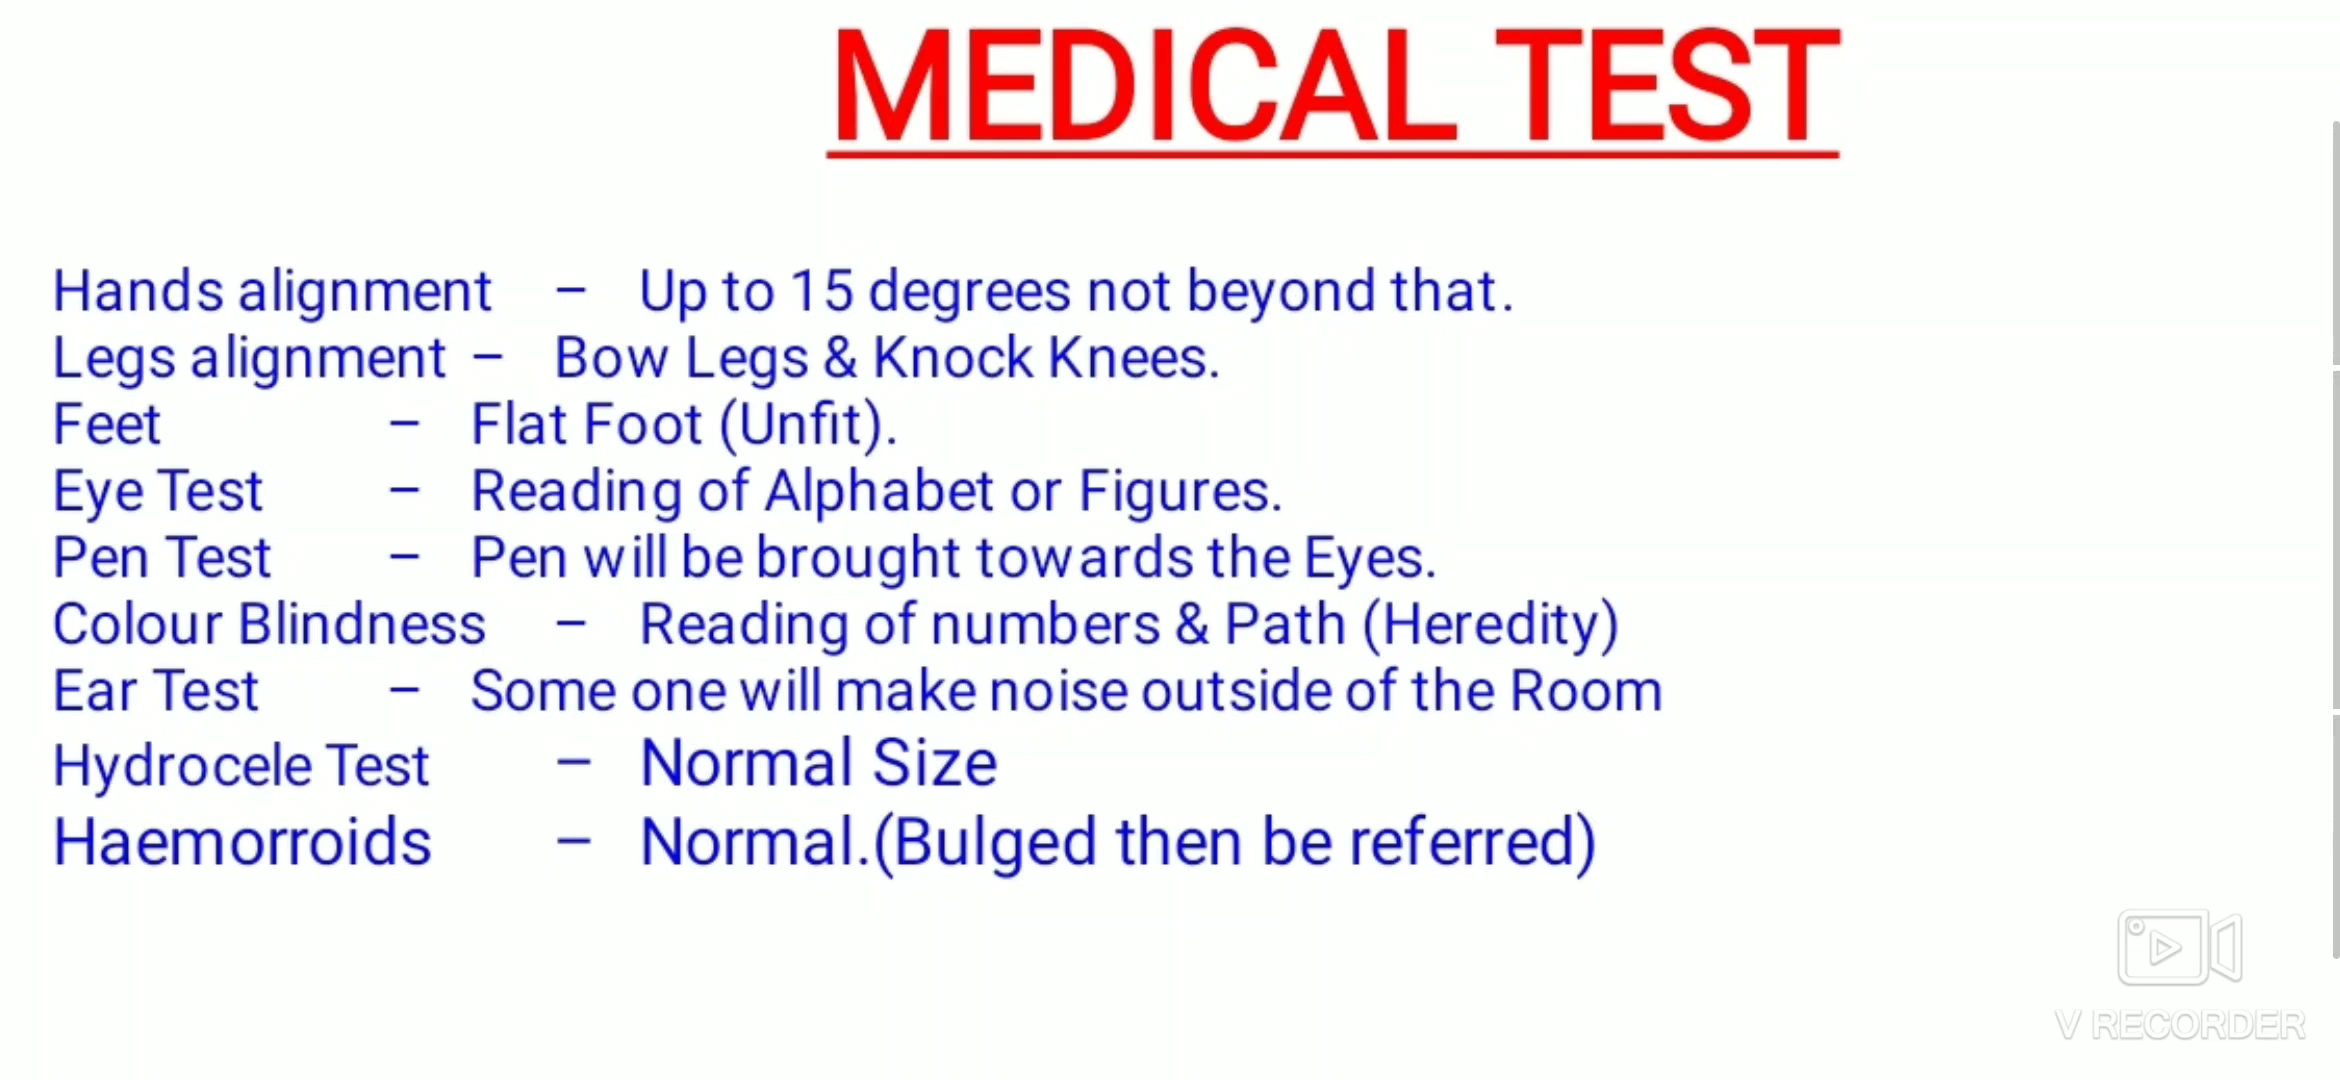 MEDICAL TEST
Hands alignment – Up to 15 degrees not beyond that.
Legs alignment – Bow Legs & Knock Knees.
Feet – Flat Foot (Unfit).
Eye Test – Reading of Alphabet or Figures.
Pen Test – Pen will be brought towards the Eyes.
Colour Blindness – Reading of numbers & Path (Heredity)
Ear Test – Some one will make noise outside of the Room
Hydrocele Test – Normal Size
Haemorroids – Normal.(Bulged then be referred)
V RECORDER